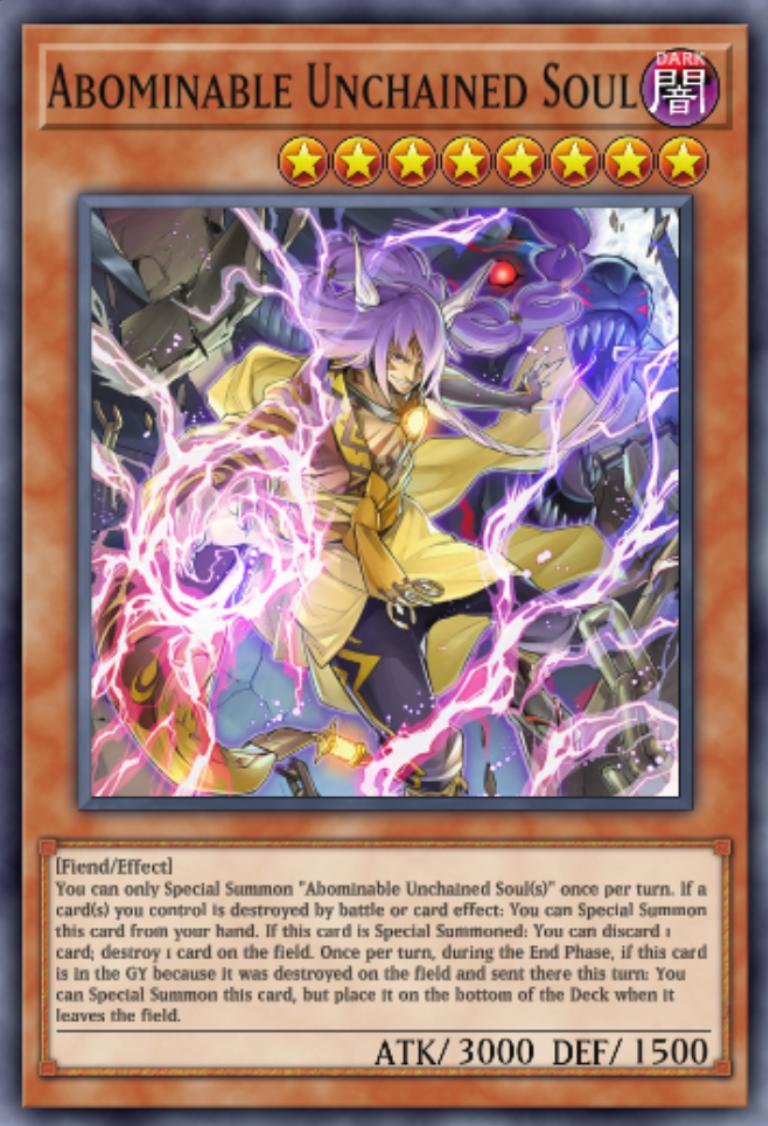 Abominable Unchained Soul
DARK
闇
[Fiend/Effect]
You can only Special Summon "Abominable Unchained Soul(s)" once per turn. If a
card(s) you control is destroyed by battle or card effect: You can Special Summon
this card from your hand. If this card is Special Summoned: You can discard 1
card; destroy 1 card on the field. Once per turn, during the End Phase, if this card
is in the GY because it was destroyed on the field and sent there this turn: You
can Special Summon this card, but place it on the bottom of the Deck when it
leaves the field.
ATK/ 3000 DEF/ 1500